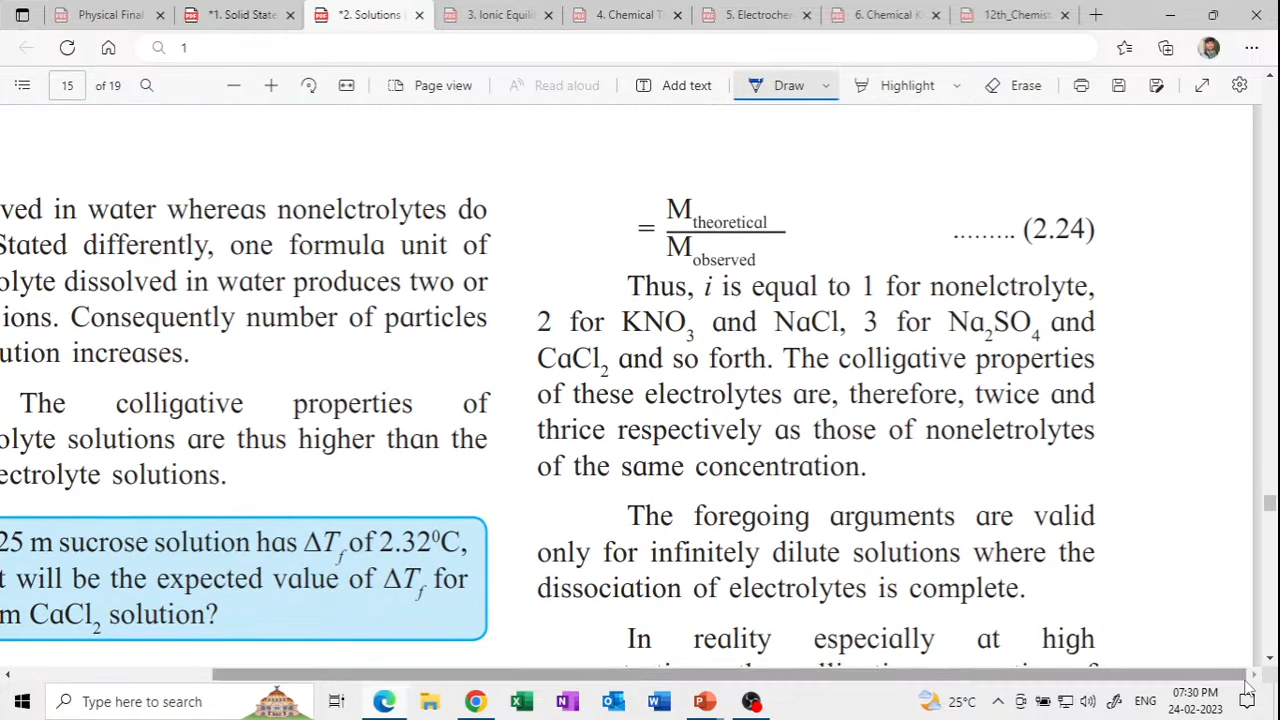 Physical Final
*1. Solid State
*2. Solutions
3. Ionic Equili
4. Chemical T
5. Electrochem
6. Chemical K
12th_Chemist
1
15 of 19
Page view
Read aloud
Add text
Draw
Highlight
Erase
ved in water whereas nonelctrolytes do
Stated differently, one formula unit of
olyte dissolved in water produces two or
ions. Consequently number of particles
ution increases.
The colligative properties of
olyte solutions are thus higher than the
ectrolyte solutions.
25 m sucrose solution has ΔTf of 2.32⁰C,
t will be the expected value of ΔTf for
m CaCl₂ solution?
= Mtheoretical / Mobserved ......... (2.24)
Thus, i is equal to 1 for nonelctrolyte,
2 for KNO₃ and NaCl, 3 for Na₂SO₄ and
CaCl₂ and so forth. The colligative properties
of these electrolytes are, therefore, twice and
thrice respectively as those of noneletrolytes
of the same concentration.
The foregoing arguments are valid
only for infinitely dilute solutions where the
dissociation of electrolytes is complete.
In reality especially at high
Type here to search
25°C
ENG
07:30 PM
24-02-2023